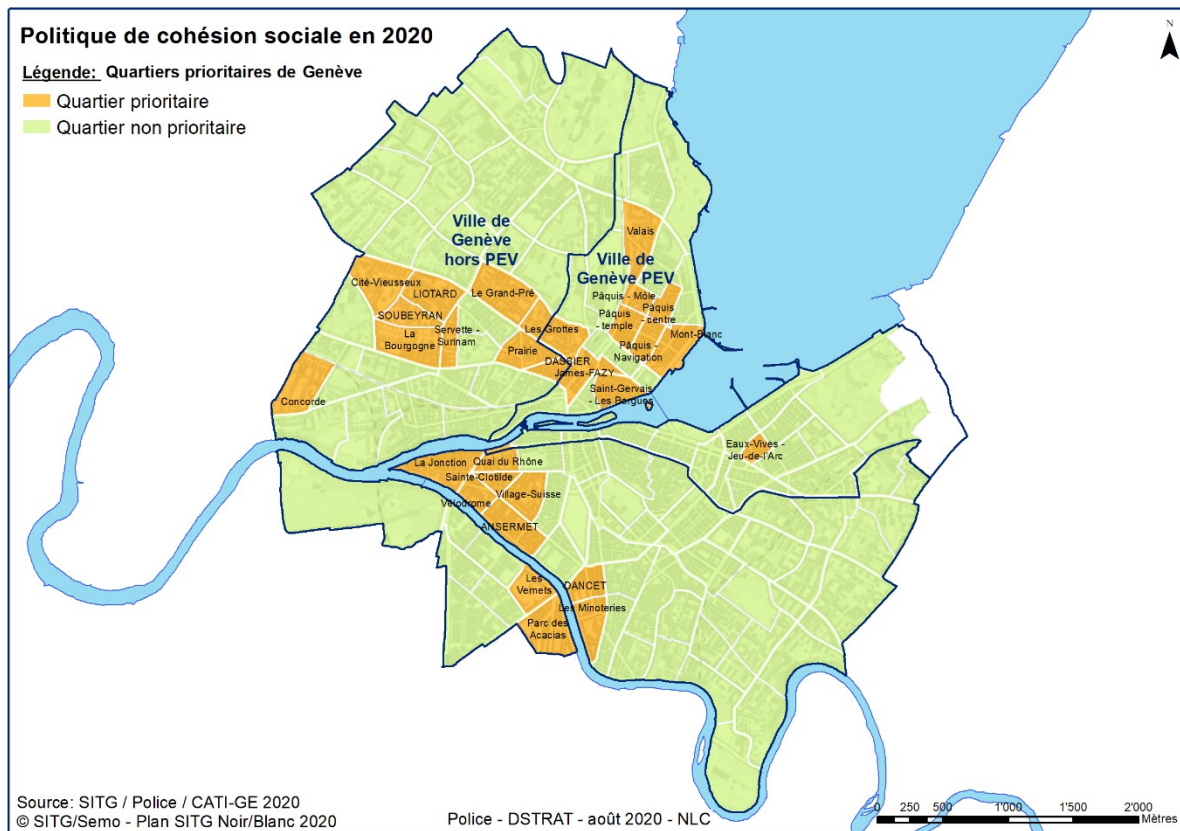 Politique de cohésion sociale en 2020
Légende: Quartiers prioritaires de Genève
Quartier prioritaire
Quartier non prioritaire
N
Ville de
Genève
hors PEV
Ville de
Genève PEV
Valais
Cité-Vieusseux
LIOTARD
Le Grand-Pré
Pâquis - Môle
Pâquis
- centre
Pâquis
- temple
SOUBEYRAN
Servette -
Surinam
La
Bourgogne
Les Grottes
Mont-Blanc
Pâquis -
Navigation
Prairie
DASSIER
James-FAZY
Saint-Gervais
- Les Bergues
Concorde
Eaux-Vives -
Jeu-de-l'Arc
La Jonction
Quai du Rhône
Sainte-Clotilde
Village-Suisse
Vélodrome
ANSERMET
Les
Vernets
DANCET
Les Minoteries
Parc des
Acacias
Source: SITG / Police / CATI-GE 2020
© SITG/Semo - Plan SITG Noir/Blanc 2020
Police - DSTRAT - août 2020 - NLC
0 250 500 1'000 1'500 2'000
Mètres